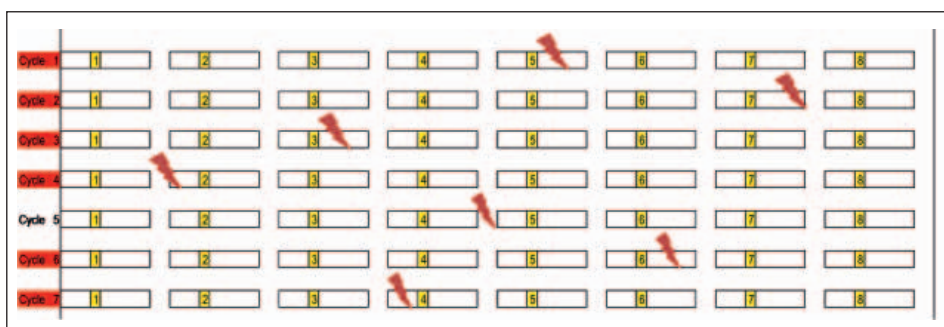 Cycle 1 1 2 3 4 5 6 7 8
Cycle 2 1 2 3 4 5 6 7 8
Cycle 3 1 2 3 4 5 6 7 8
Cycle 4 1 2 3 4 5 6 7 8
Cycle 5 1 2 3 4 5 6 7 8
Cycle 6 1 2 3 4 5 6 7 8
Cycle 7 1 2 3 4 5 6 7 8